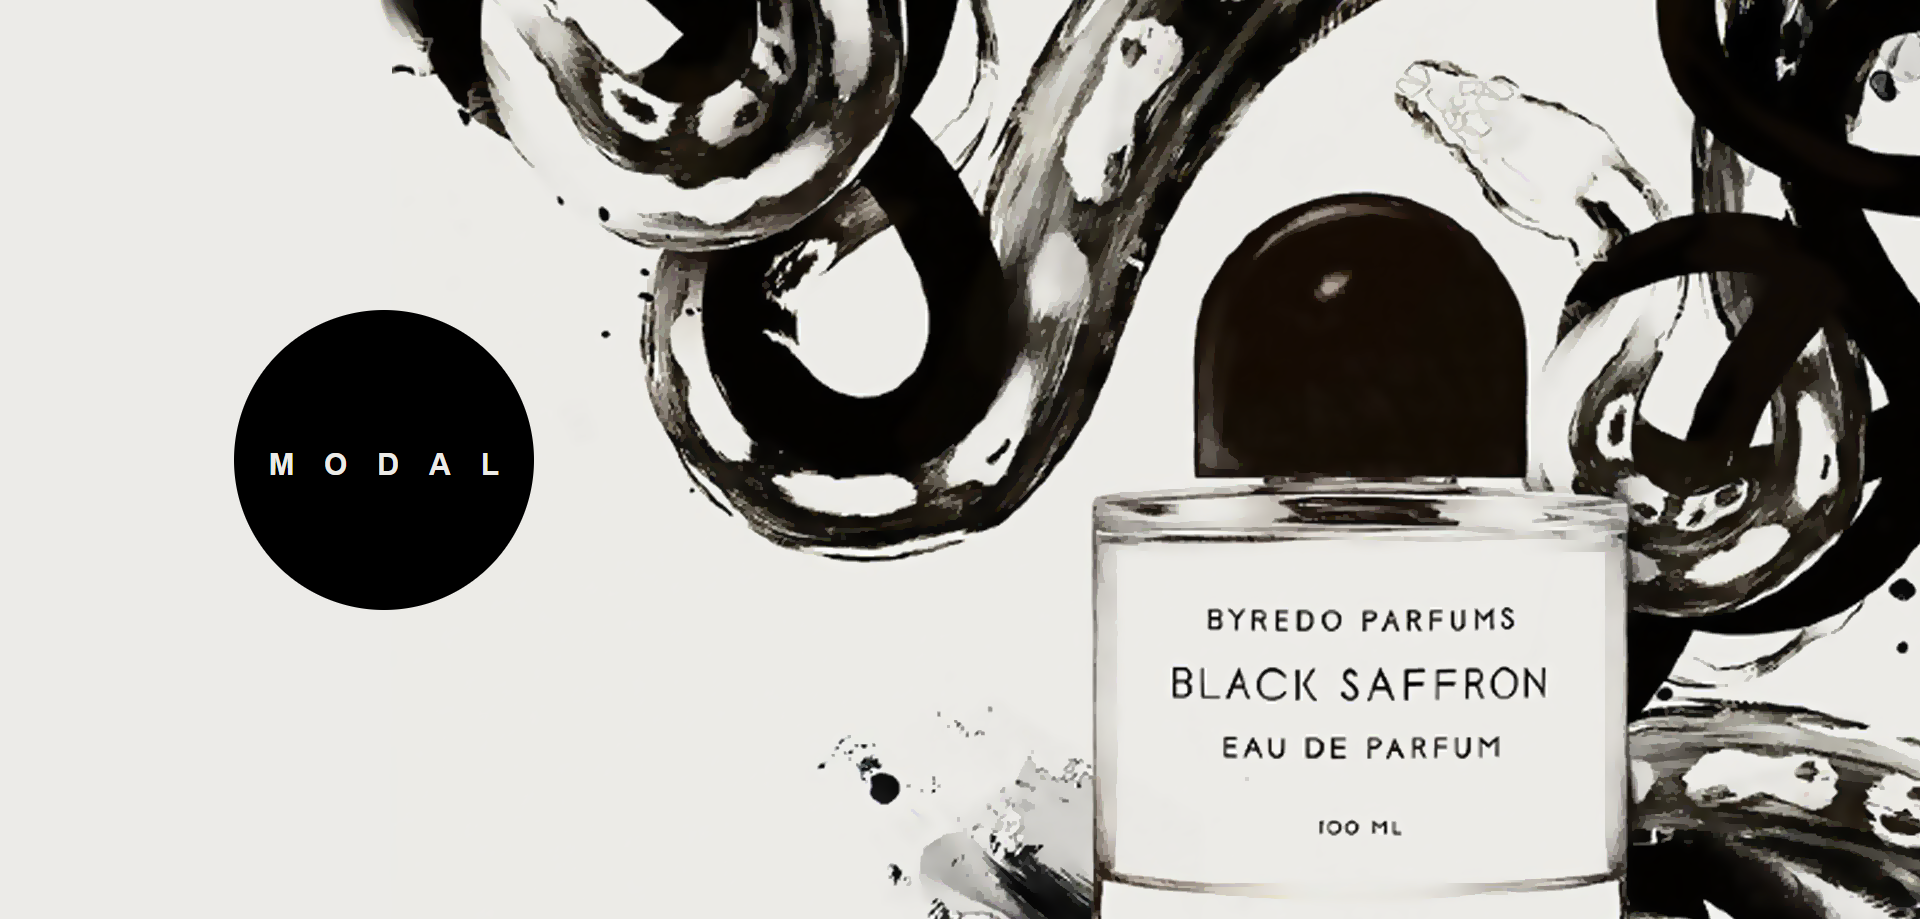 M O D A L
BYREDO PARFUMS
BLACK SAFFRON
EAU DE PARFUM
100 ML